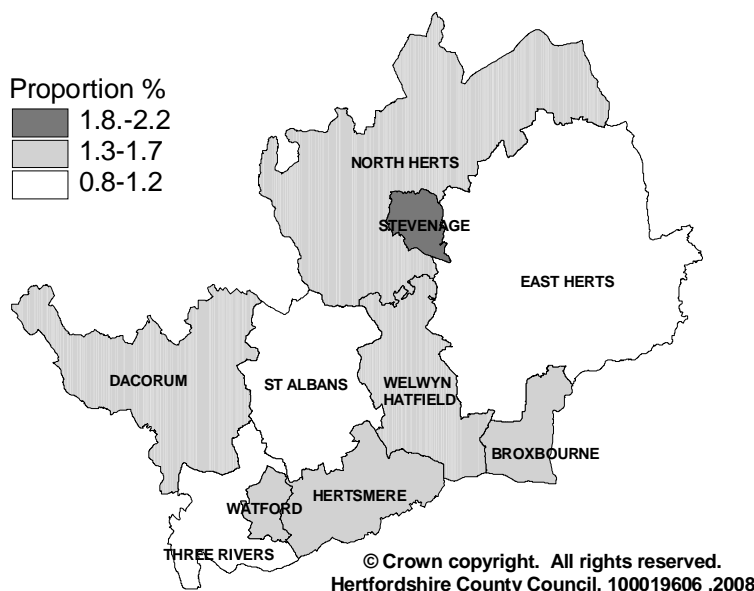 Proportion %
1.8.-2.2
1.3-1.7
0.8-1.2
NORTH HERTS
STEVENAGE
EAST HERTS
DACORUM
ST ALBANS
WELWYN
HATFIELD
BROXBOURNE
HERTSMERE
WATFORD
THREE RIVERS
© Crown copyright. All rights reserved.
Hertfordshire County Council. 100019606 .2008